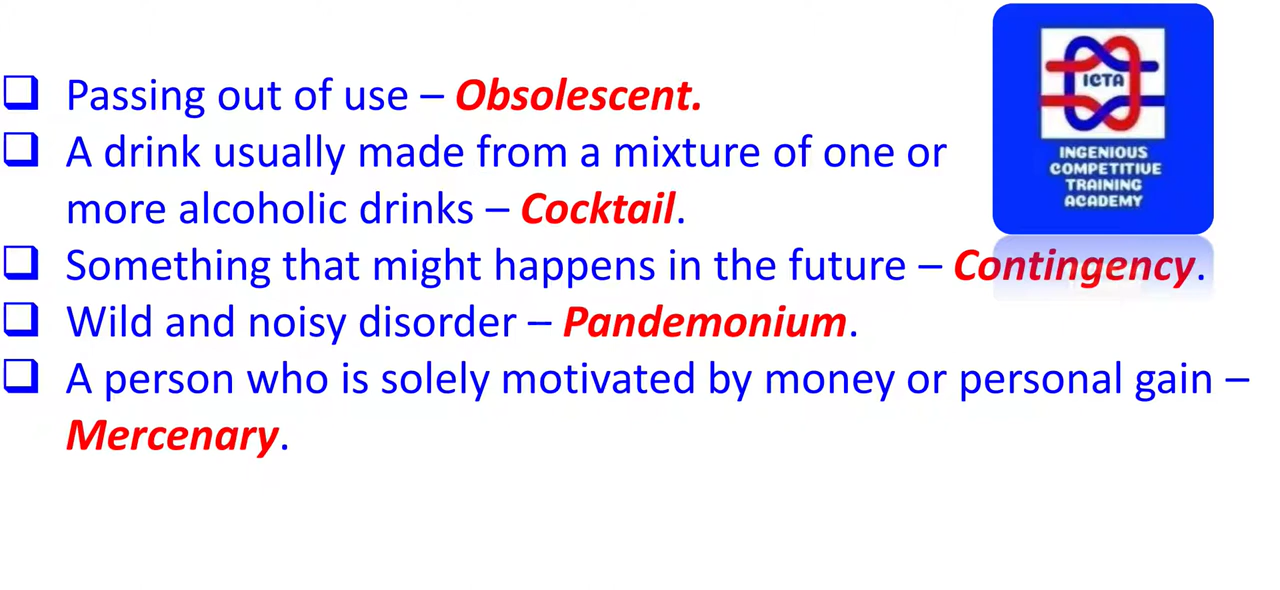 Passing out of use – Obsolescent.
A drink usually made from a mixture of one or
more alcoholic drinks – Cocktail.
Something that might happens in the future – Contingency.
Wild and noisy disorder – Pandemonium.
A person who is solely motivated by money or personal gain –
Mercenary.
ICTA
INGENIOUS
COMPETITIVE
TRAINING
ACADEMY